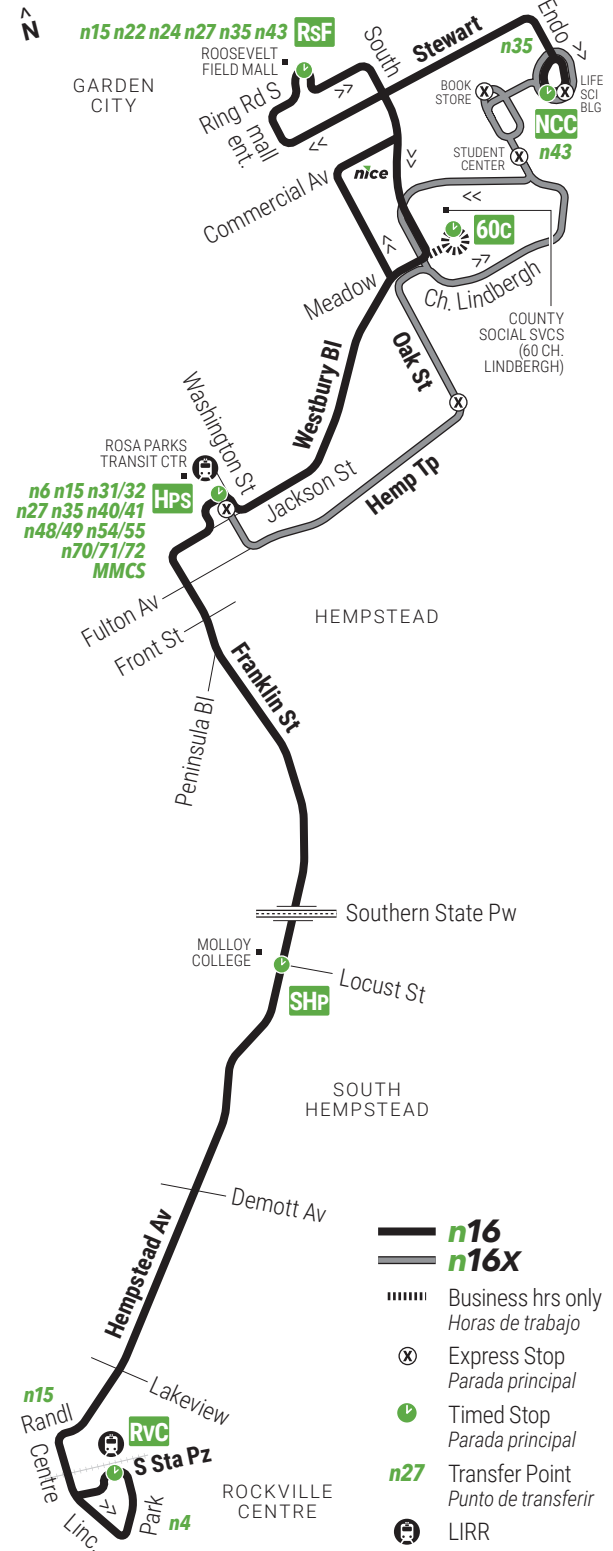 N
n15 n22 n24 n27 n35 n43 RsF
ROOSEVELT
FIELD MALL
GARDEN
CITY
Ring Rd S
mall
ent.
South
Stewart
Endo
n35
BOOK
STORE
LIFE
SCI
BLG
NCC
n43
STUDENT
CENTER
Commercial Av
nice
60c
Meadow
Ch. Lindbergh
COUNTY
SOCIAL SVCS
(60 CH.
LINDBERGH)
Oak St
Westbury Bl
Washington St
ROSA PARKS
TRANSIT CTR
Jackson St
Hemp Tp
HPS
n6 n15 n31/32
n27 n35 n40/41
n48/49 n54/55
n70/71/72
MMCS
Fulton Av
Front St
HEMPSTEAD
Franklin St
Peninsula Bl
Southern State Pw
MOLLOY
COLLEGE
Locust St
SHP
SOUTH
HEMPSTEAD
Demott Av
Hempstead Av
Lakeview
n15
Randl
Centre
RvC
S Sta Pz
Linc.
Park
n4
ROCKVILLE
CENTRE
n16
n16X
Business hrs only
Horas de trabajo
X Express Stop
Parada principal
Timed Stop
Parada principal
n27 Transfer Point
Punto de transferir
LIRR